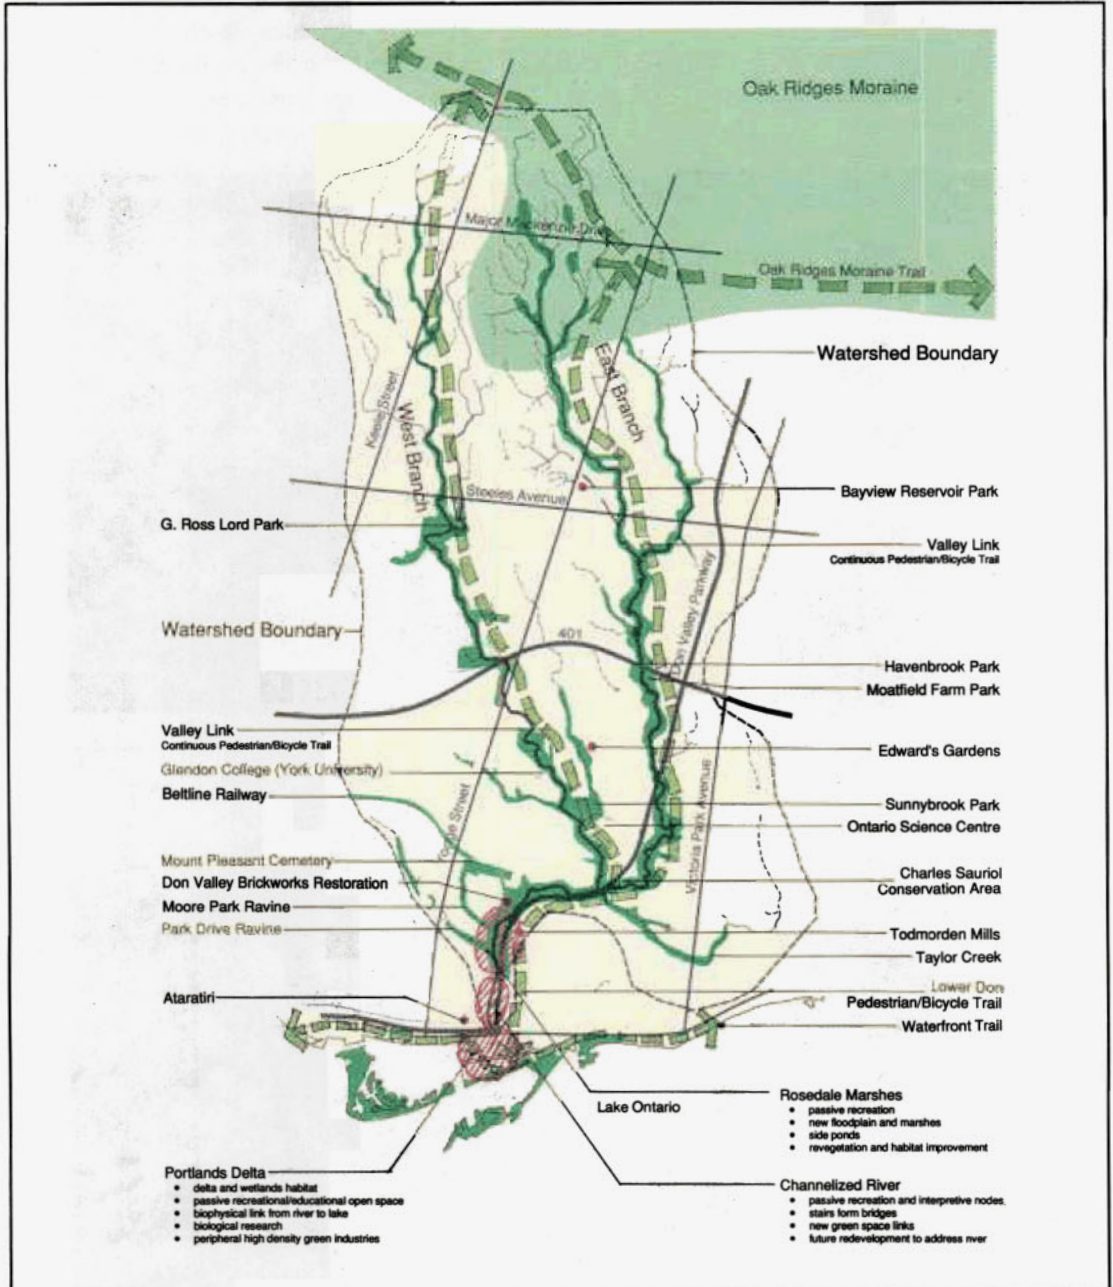 Oak Ridges Moraine
Major Mackenzie Drive
Oak Ridges Moraine Trail
Watershed Boundary
Keele Street
West Branch
East Branch
Steeles Avenue
Bayview Reservoir Park
G. Ross Lord Park
Valley Link
Continuous Pedestrian/Bicycle Trail
Don Valley Parkway
Watershed Boundary
401
Havenbrook Park
Moatfield Farm Park
Valley Link
Continuous Pedestrian/Bicycle Trail
Edward's Gardens
Glendon College (York University)
Beltline Railway
Yonge Street
Victoria Park Avenue
Sunnybrook Park
Ontario Science Centre
Mount Pleasant Cemetery
Don Valley Brickworks Restoration
Charles Sauriol
Conservation Area
Moore Park Ravine
Park Drive Ravine
Todmorden Mills
Taylor Creek
Ataratiri
Lower Don
Pedestrian/Bicycle Trail
Waterfront Trail
Lake Ontario
Rosedale Marshes
• passive recreation
• new floodplain and marshes
• side ponds
• revegetation and habitat improvement
Portlands Delta
• delta and wetlands habitat
• passive recreational/educational open space
• biophysical link from river to lake
• biological research
• peripheral high density green industries
Channelized River
• passive recreation and interpretive nodes
• stairs form bridges
• new green space links
• future redevelopment to address river